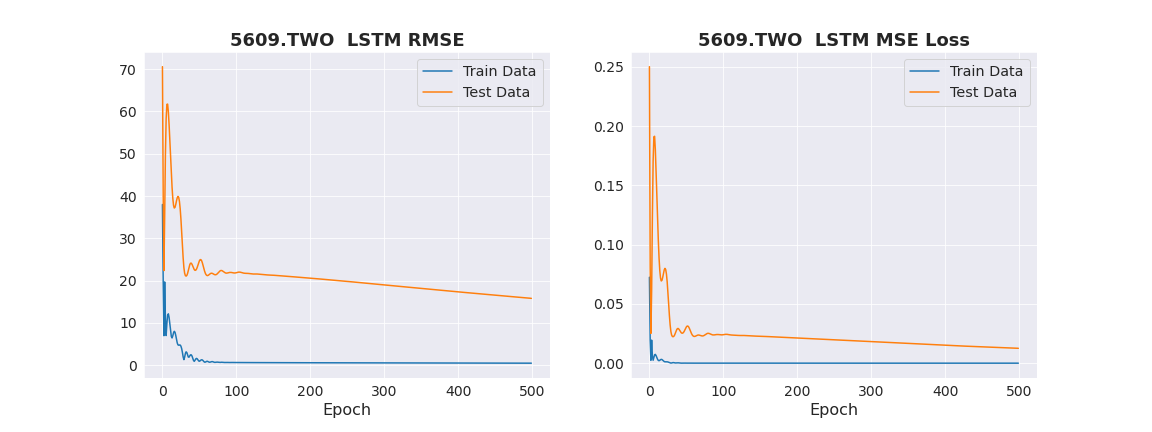 5609.TWO  LSTM RMSE
70
60
50
40
30
20
10
0
0 100 200 300 400 500
Epoch
Train Data
Test Data
5609.TWO  LSTM MSE Loss
0.25
0.20
0.15
0.10
0.05
0.00
0 100 200 300 400 500
Epoch
Train Data
Test Data